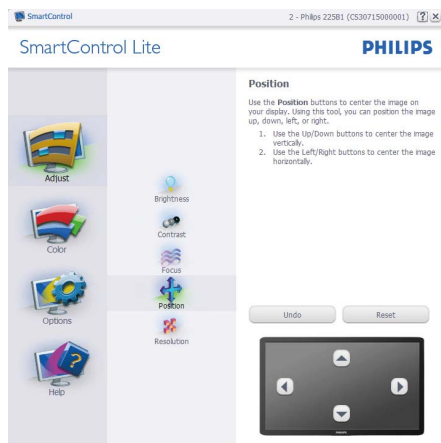 SmartControl
2 - Philips 225B1 (CS30715000001)
SmartControl Lite
PHILIPS
Adjust
Color
Options
Help
Brightness
Contrast
Focus
Position
Resolution
Position
Use the Position buttons to center the image on
your display. Using this tool, you can position the image
up, down, left, or right.
1. Use the Up/Down buttons to center the image
vertically.
2. Use the Left/Right buttons to center the image
horizontally.
Undo
Reset
PHILIPS